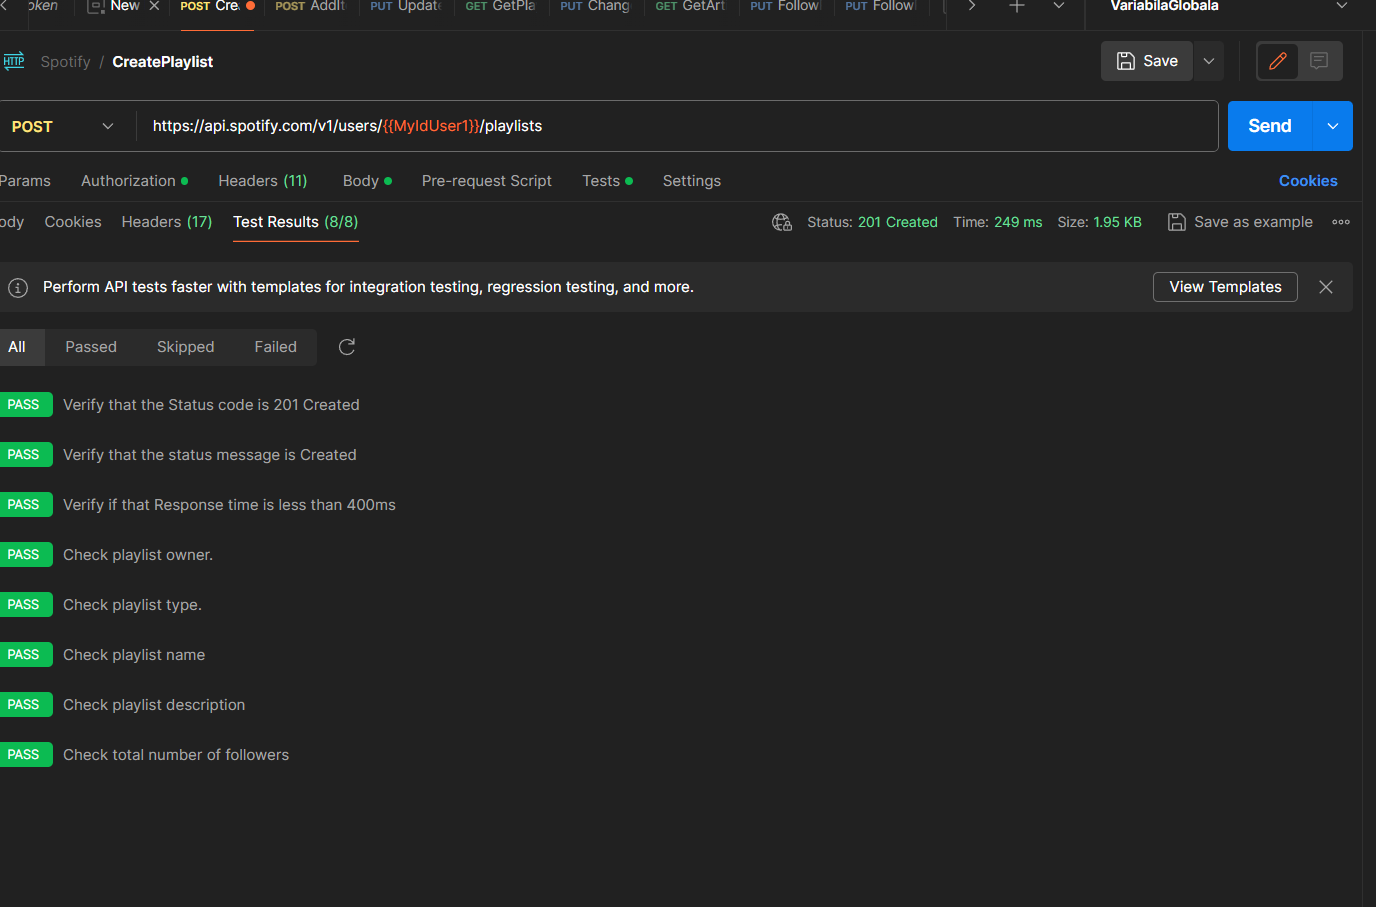 oken New POST Cre POST AddIt PUT Update GET GetPla PUT Chang GET GetArt PUT Follow PUT Follow VariabilaGlobala
HTTP Spotify / CreatePlaylist Save
POST https://api.spotify.com/v1/users/{{MyIdUser1}}/playlists Send
Params Authorization Headers (11) Body Pre-request Script Tests Settings Cookies
ody Cookies Headers (17) Test Results (8/8) Status: 201 Created Time: 249 ms Size: 1.95 KB Save as example
Perform API tests faster with templates for integration testing, regression testing, and more. View Templates
All Passed Skipped Failed
PASS Verify that the Status code is 201 Created
PASS Verify that the status message is Created
PASS Verify if that Response time is less than 400ms
PASS Check playlist owner.
PASS Check playlist type.
PASS Check playlist name
PASS Check playlist description
PASS Check total number of followers